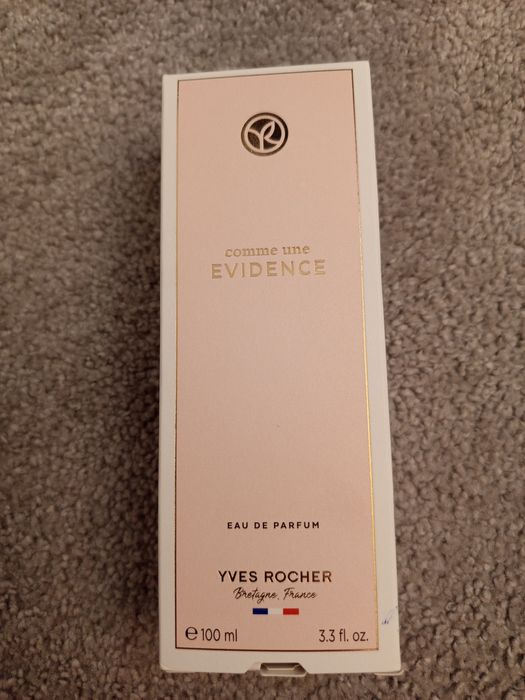 comme une
EVIDENCE
EAU DE PARFUM
YVES ROCHER
Bretagne, France
℮ 100 ml 3.3 fl. oz.